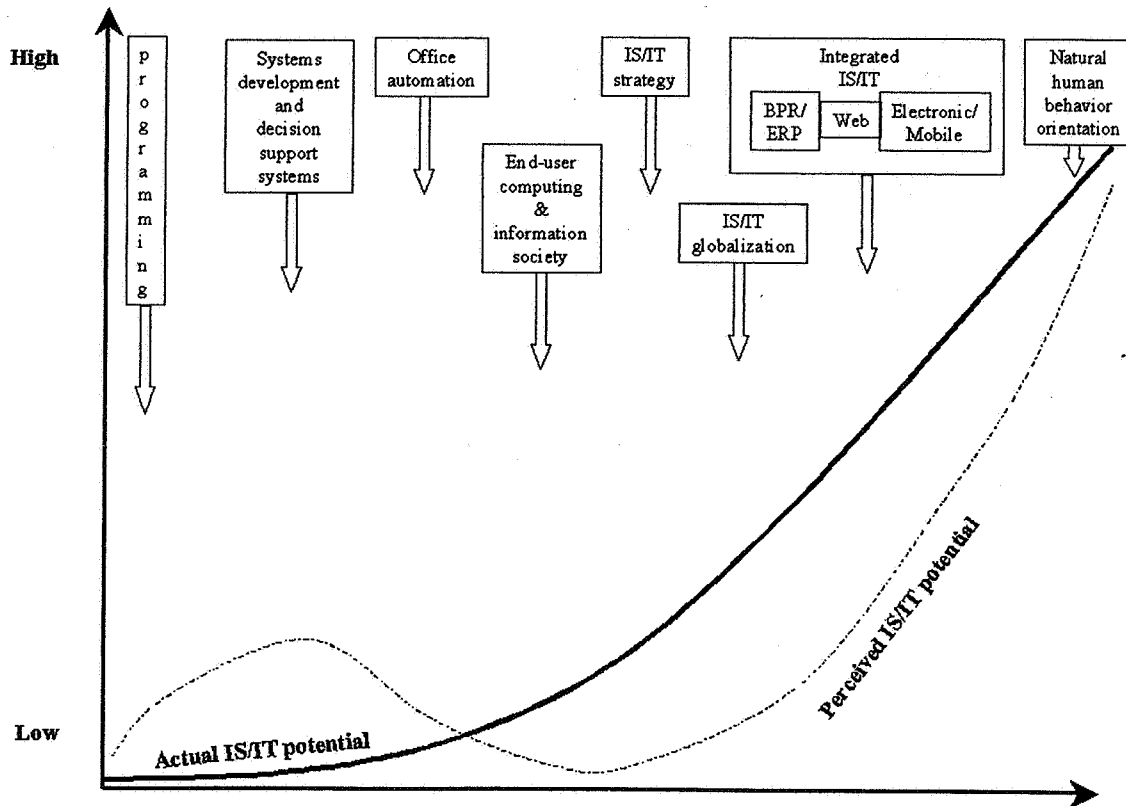 High
programming
Systems
development
and
decision
support
systems
Office
automation
End-user
computing
&
information
society
IS/IT
strategy
IS/IT
globalization
Integrated
IS/IT
BPR/
ERP
Web
Electronic/
Mobile
Natural
human
behavior
orientation
Perceived IS/IT potential
Low
Actual IS/IT potential